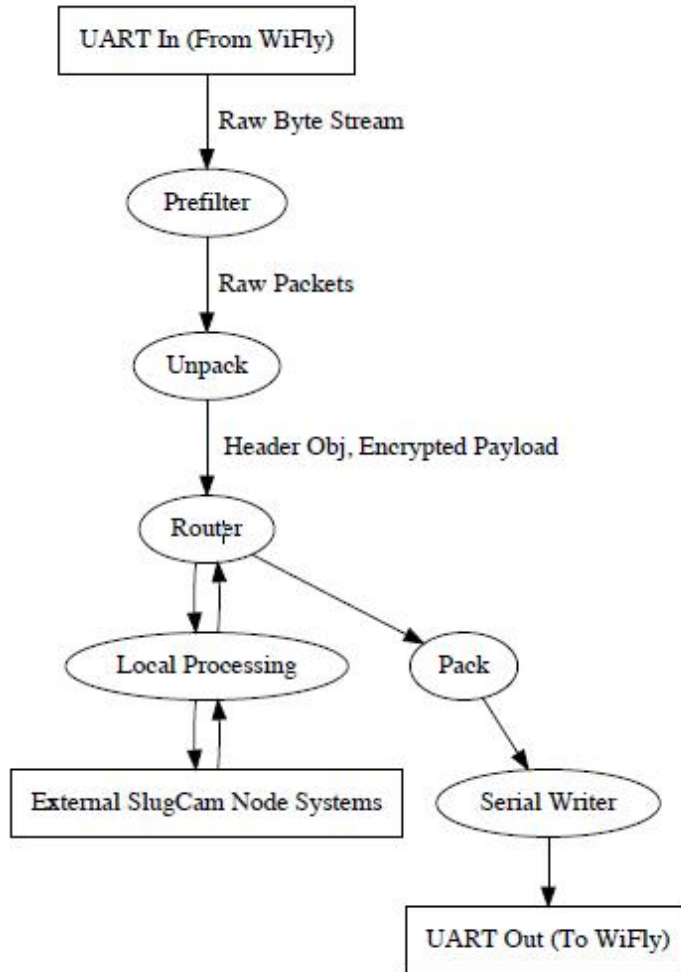 UART In (From WiFly)
Raw Byte Stream
Prefilter
Raw Packets
Unpack
Header Obj, Encrypted Payload
Router
Local Processing
Pack
External SlugCam Node Systems
Serial Writer
UART Out (To WiFly)